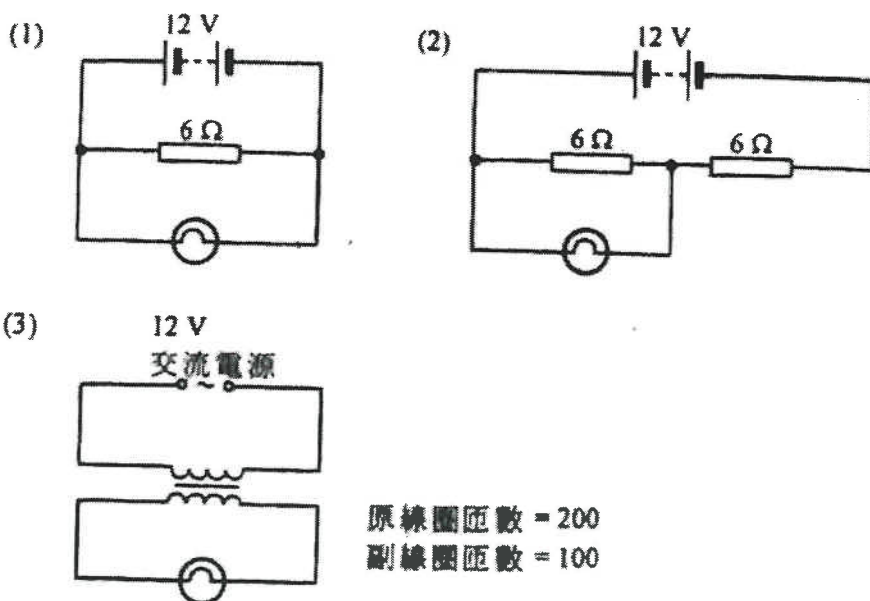 (1)
12 V
6 Ω
(2)
12 V
6 Ω
6 Ω
(3)
12 V
交流電源
~
原線圈匝數 = 200
副線圈匝數 = 100